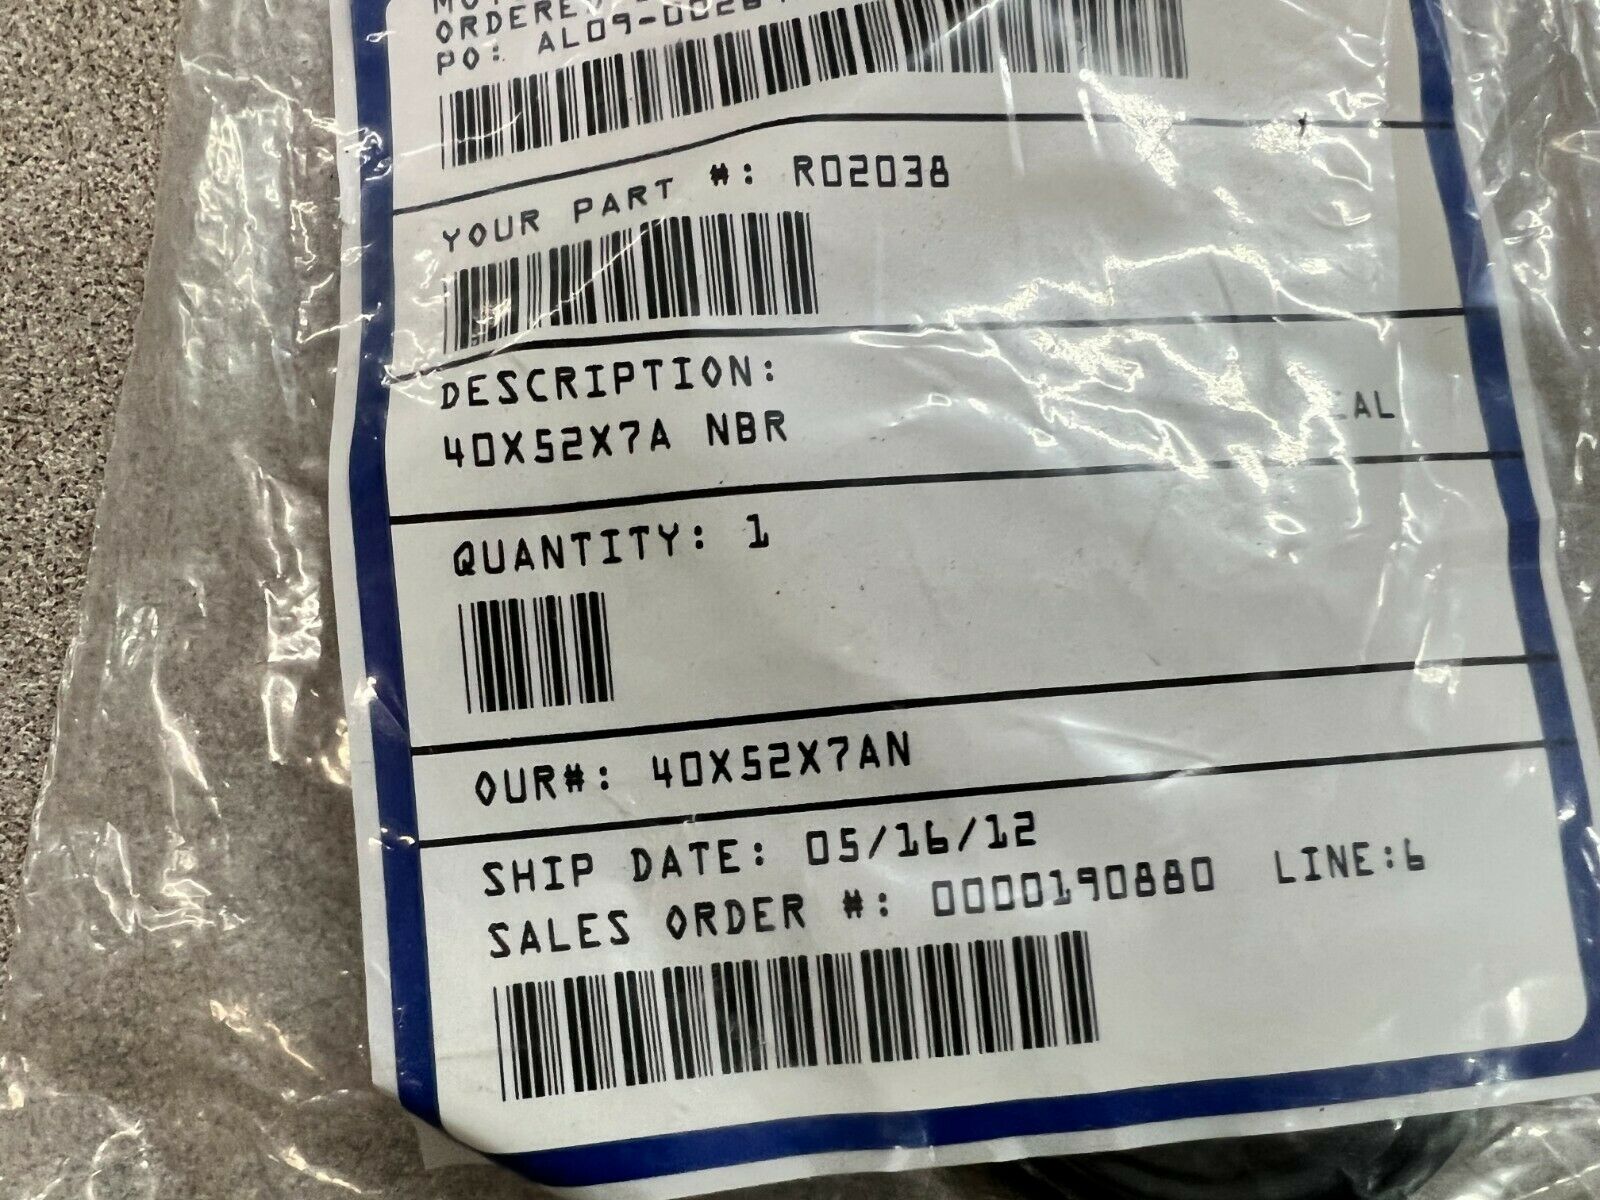 PO: AL09-0028
YOUR PART #: R02038
DESCRIPTION:
40X52X7A NBR
QUANTITY: 1
OUR#: 40X52X7AN
SHIP DATE: 05/16/12
SALES ORDER #: 0000190880 LINE:6